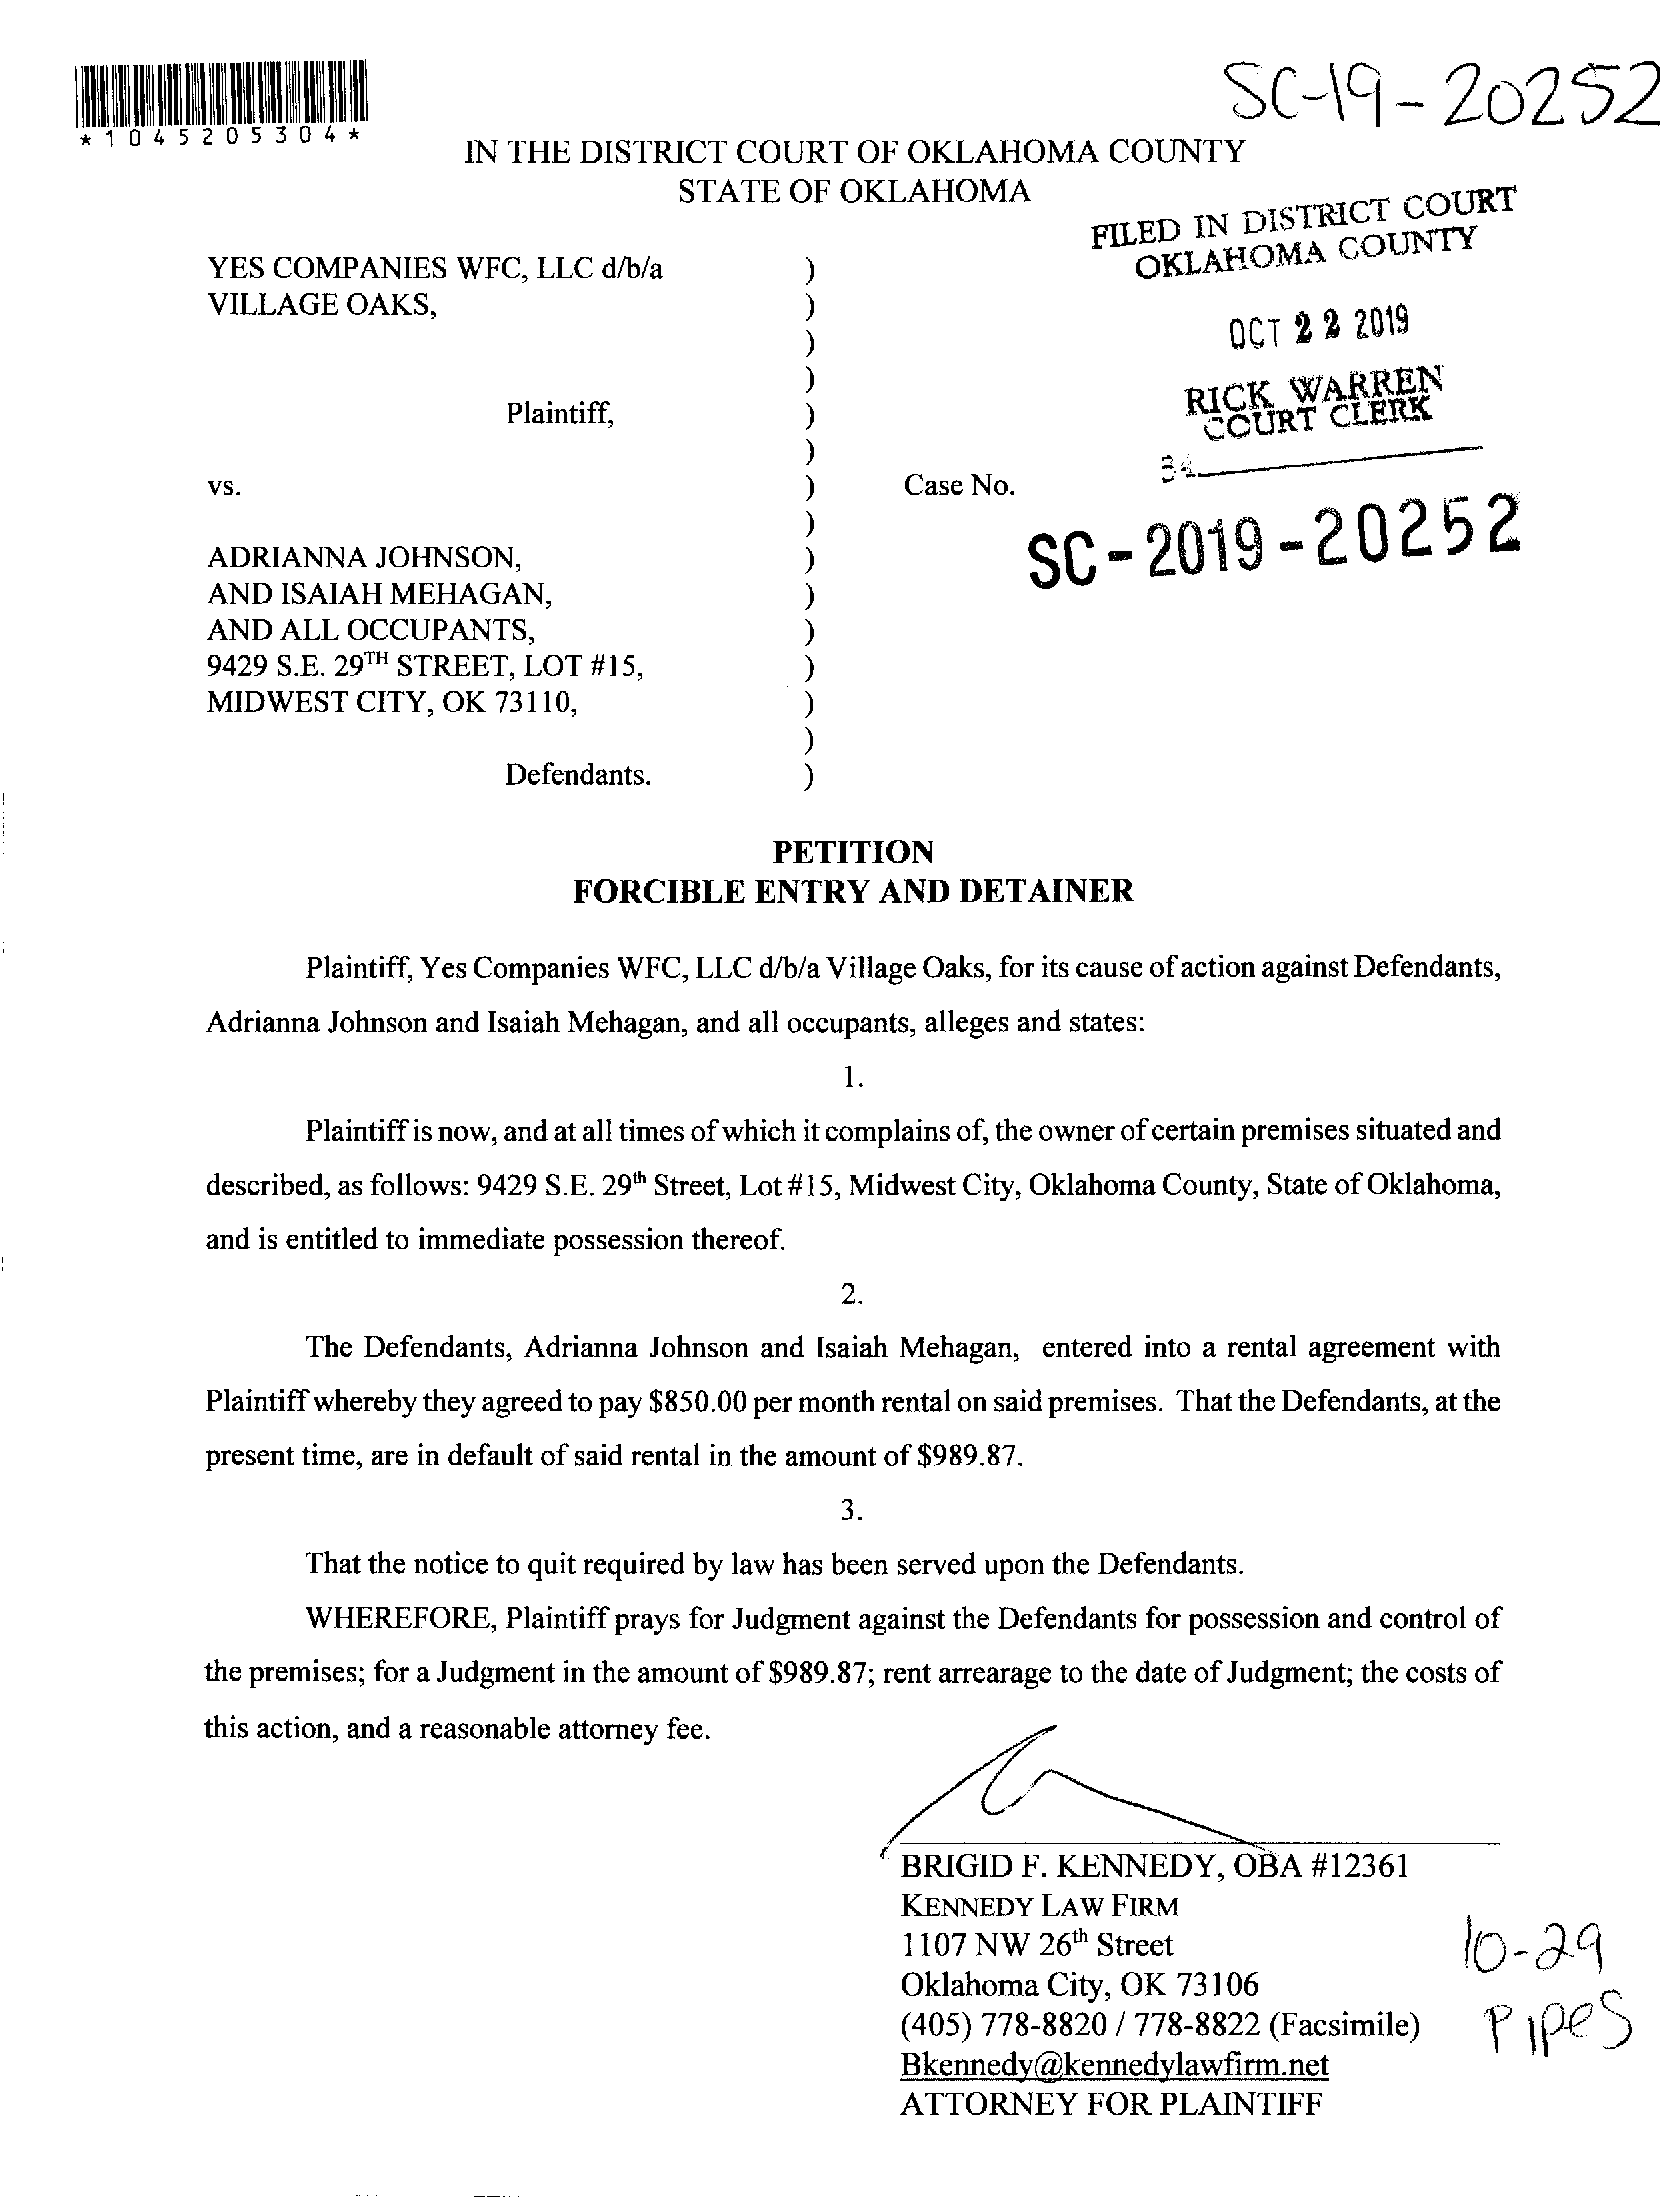 SC-19-20252
*1045205304*
IN THE DISTRICT COURT OF OKLAHOMA COUNTY
STATE OF OKLAHOMA
FILED IN DISTRICT COURT
OKLAHOMA COUNTY
YES COMPANIES WFC, LLC d/b/a )
VILLAGE OAKS, )
)
OCT 22 2019
)
RICK WARREN
COURT CLERK
Plaintiff, )
)
34
vs. ) Case No.
)
SC-2019-20252
ADRIANNA JOHNSON, )
AND ISAIAH MEHAGAN, )
AND ALL OCCUPANTS, )
9429 S.E. 29TH STREET, LOT #15, )
MIDWEST CITY, OK 73110, )
)
Defendants. )
PETITION
FORCIBLE ENTRY AND DETAINER
Plaintiff, Yes Companies WFC, LLC d/b/a Village Oaks, for its cause of action against Defendants,
Adrianna Johnson and Isaiah Mehagan, and all occupants, alleges and states:
1.
Plaintiff is now, and at all times of which it complains of, the owner of certain premises situated and
described, as follows: 9429 S.E. 29th Street, Lot #15, Midwest City, Oklahoma County, State of Oklahoma,
and is entitled to immediate possession thereof.
2.
The Defendants, Adrianna Johnson and Isaiah Mehagan, entered into a rental agreement with
Plaintiff whereby they agreed to pay $850.00 per month rental on said premises. That the Defendants, at the
present time, are in default of said rental in the amount of $989.87.
3.
That the notice to quit required by law has been served upon the Defendants.
WHEREFORE, Plaintiff prays for Judgment against the Defendants for possession and control of
the premises; for a Judgment in the amount of $989.87; rent arrearage to the date of Judgment; the costs of
this action, and a reasonable attorney fee.
BRIGID F. KENNEDY, OBA #12361
KENNEDY LAW FIRM
1107 NW 26th Street
Oklahoma City, OK 73106
(405) 778-8820 / 778-8822 (Facsimile)
Bkennedy@kennedylawfirm.net
ATTORNEY FOR PLAINTIFF
10-29
PIPeS